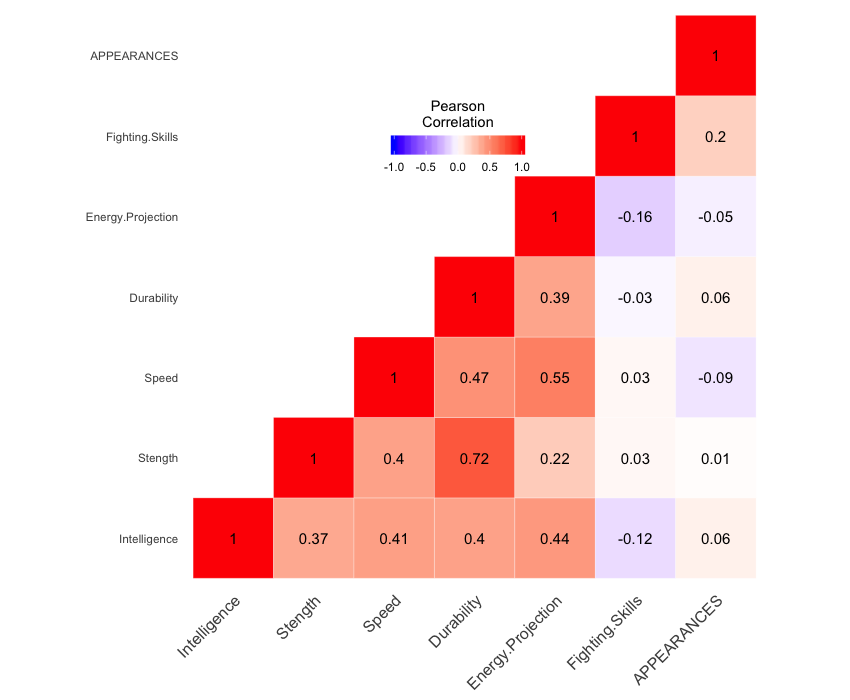 APPEARANCES
1
Pearson
Correlation
-1.0 -0.5 0.0 0.5 1.0
Fighting.Skills
1 0.2
Energy.Projection
1 -0.16 -0.05
Durability
1 0.39 -0.03 0.06
Speed
1 0.47 0.55 0.03 -0.09
Stength
1 0.4 0.72 0.22 0.03 0.01
Intelligence
1 0.37 0.41 0.4 0.44 -0.12 0.06
Intelligence
Stength
Speed
Durability
Energy.Projection
Fighting.Skills
APPEARANCES